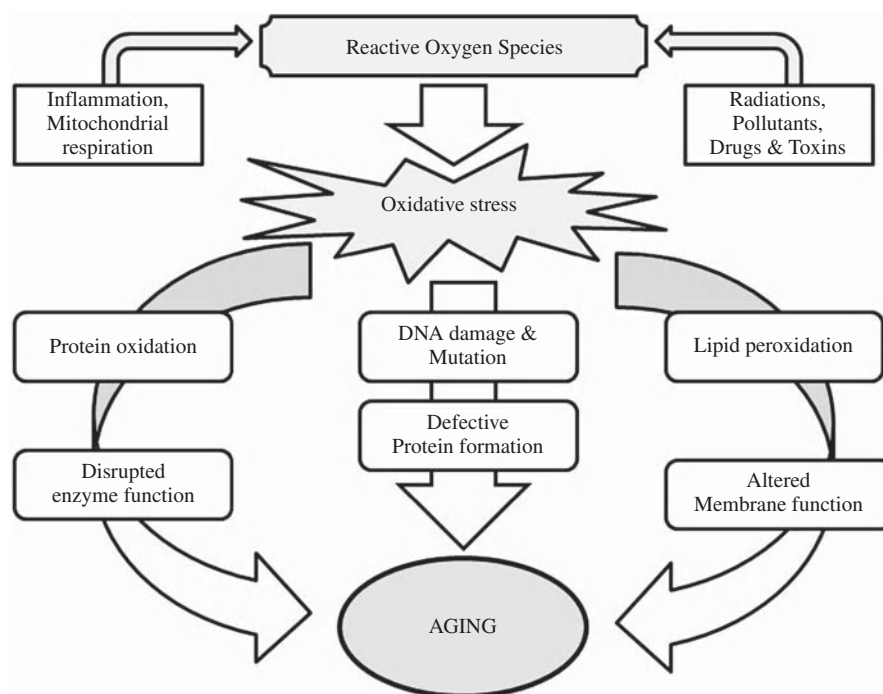 Reactive Oxygen Species
Inflammation,
Mitochondrial
respiration
Radiations,
Pollutants,
Drugs & Toxins
Oxidative stress
Protein oxidation
DNA damage &
Mutation
Lipid peroxidation
Defective
Protein formation
Disrupted
enzyme function
Altered
Membrane function
AGING